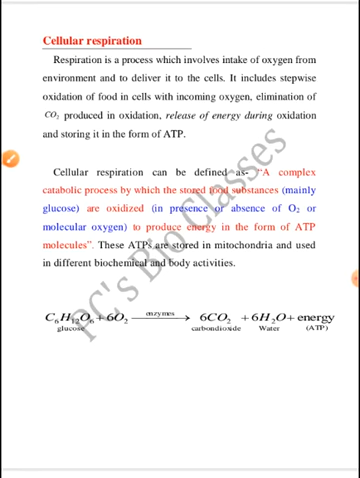 Cellular respiration
Respiration is a process which involves intake of oxygen from
environment and to deliver it to the cells. It includes stepwise
oxidation of food in cells with incoming oxygen, elimination of
CO₂ produced in oxidation, release of energy during oxidation
and storing it in the form of ATP.
Cellular respiration can be defined as- “A complex
catabolic process by which the stored food substances (mainly
glucose) are oxidized (in presence or absence of O₂ or
molecular oxygen) to produce energy in the form of ATP
molecules”. These ATPs are stored in mitochondria and used
in different biochemical and body activities.
C₆H₁₂O₆ + 6O₂ enzymes → 6CO₂ + 6H₂O + energy
glucose carbondioxide Water (ATP)
PC's Bio Classes